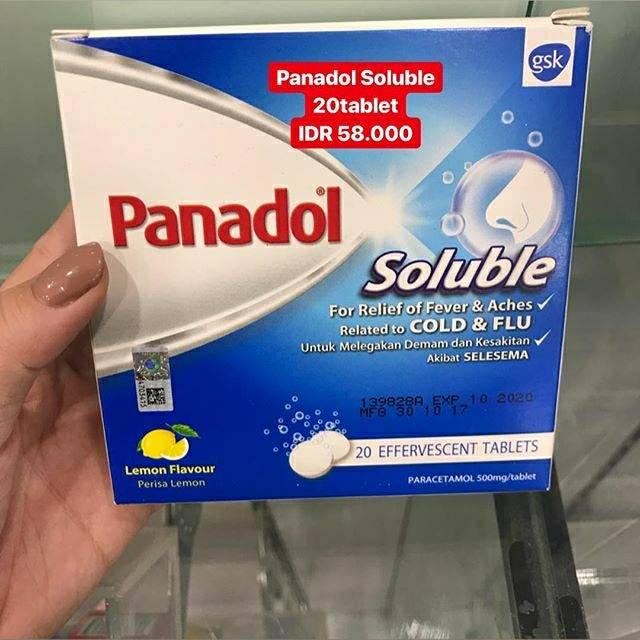 gsk
Panadol Soluble
20tablet
IDR 58.000
Panadol®
Soluble
For Relief of Fever & Aches ✓
Related to COLD & FLU
Untuk Melegakan Demam dan Kesakitan ✓
Akibat SELESEMA
139828A EXP 10 2020
MFG 30 10 17
20 EFFERVESCENT TABLETS
Lemon Flavour
Perisa Lemon
PARACETAMOL 500mg/tablet